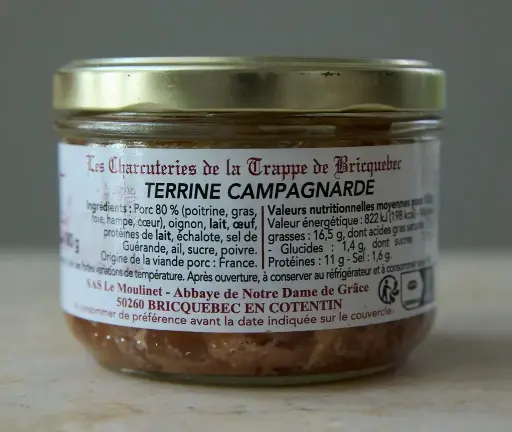 Les Charcuteries de la Trappe de Bricquebec
TERRINE CAMPAGNARDE
Ingrédients : Porc 80 % (poitrine, gras,
foie, hampe, cœur), oignon, lait, œuf,
protéines de lait, échalote, sel de
Guérande, ail, sucre, poivre.
Origine de la viande porc : France.
Valeurs nutritionnelles moyennes pour
Valeur énergétique : 822 kJ (198 kcal)
grasses : 16,5 g, dont acides gras saturés
- Glucides : 1,4 g, dont sucres
Protéines : 11 g - Sel : 1,6 g.
80 g
les fortes variations de température. Après ouverture, à conserver au réfrigérateur et à consommer
SAS Le Moulinet - Abbaye de Notre Dame de Grâce
50260 BRICQUEBEC EN COTENTIN
consommer de préférence avant la date indiquée sur le couvercle